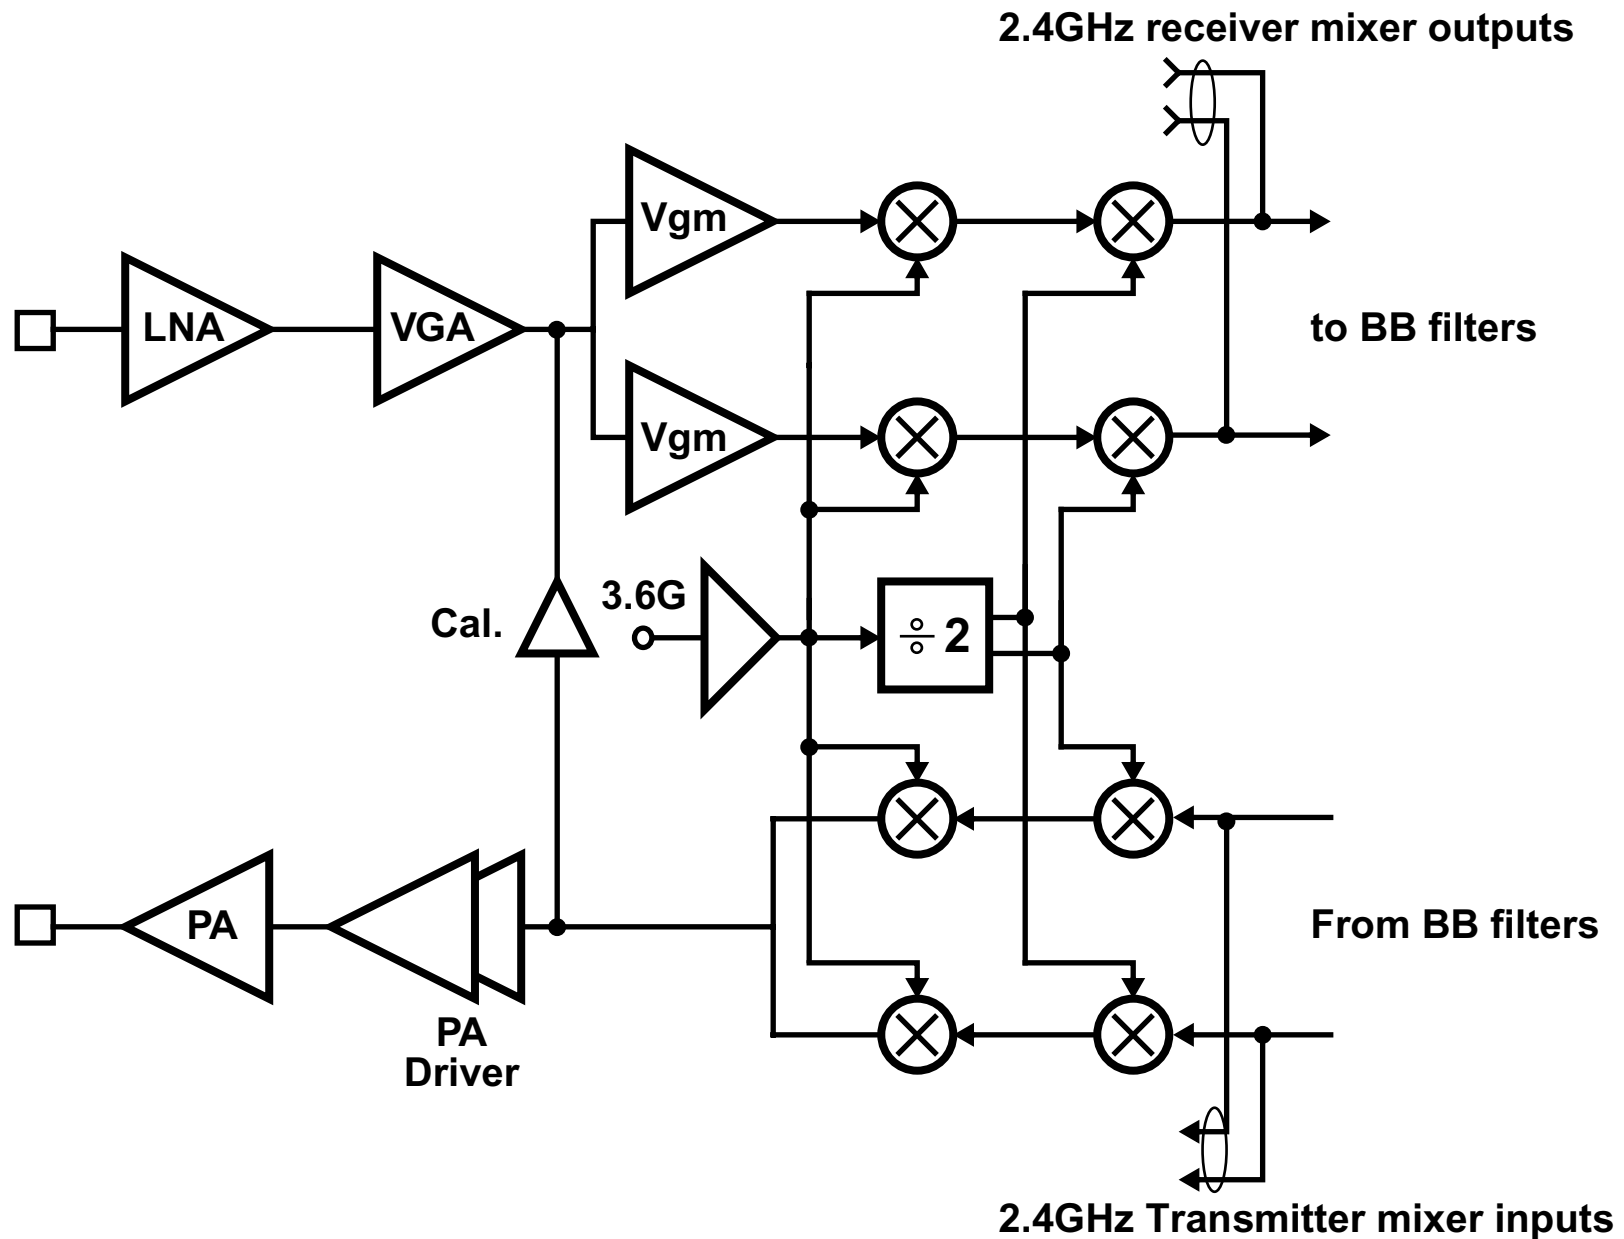 2.4GHz receiver mixer outputs
Vgm
LNA
VGA
to BB filters
Vgm
3.6G
Cal.
÷ 2
PA
From BB filters
PA
Driver
2.4GHz Transmitter mixer inputs